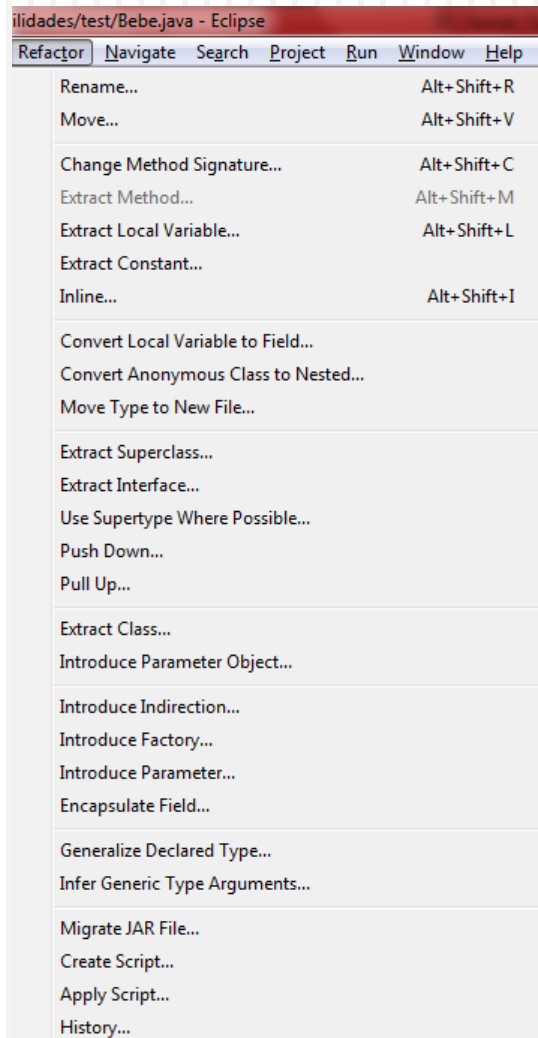 ilidades/test/Bebe.java - Eclipse
Refactor Navigate Search Project Run Window Help
Rename... Alt+Shift+R
Move... Alt+Shift+V
Change Method Signature... Alt+Shift+C
Extract Method... Alt+Shift+M
Extract Local Variable... Alt+Shift+L
Extract Constant...
Inline... Alt+Shift+I
Convert Local Variable to Field...
Convert Anonymous Class to Nested...
Move Type to New File...
Extract Superclass...
Extract Interface...
Use Supertype Where Possible...
Push Down...
Pull Up...
Extract Class...
Introduce Parameter Object...
Introduce Indirection...
Introduce Factory...
Introduce Parameter...
Encapsulate Field...
Generalize Declared Type...
Infer Generic Type Arguments...
Migrate JAR File...
Create Script...
Apply Script...
History...